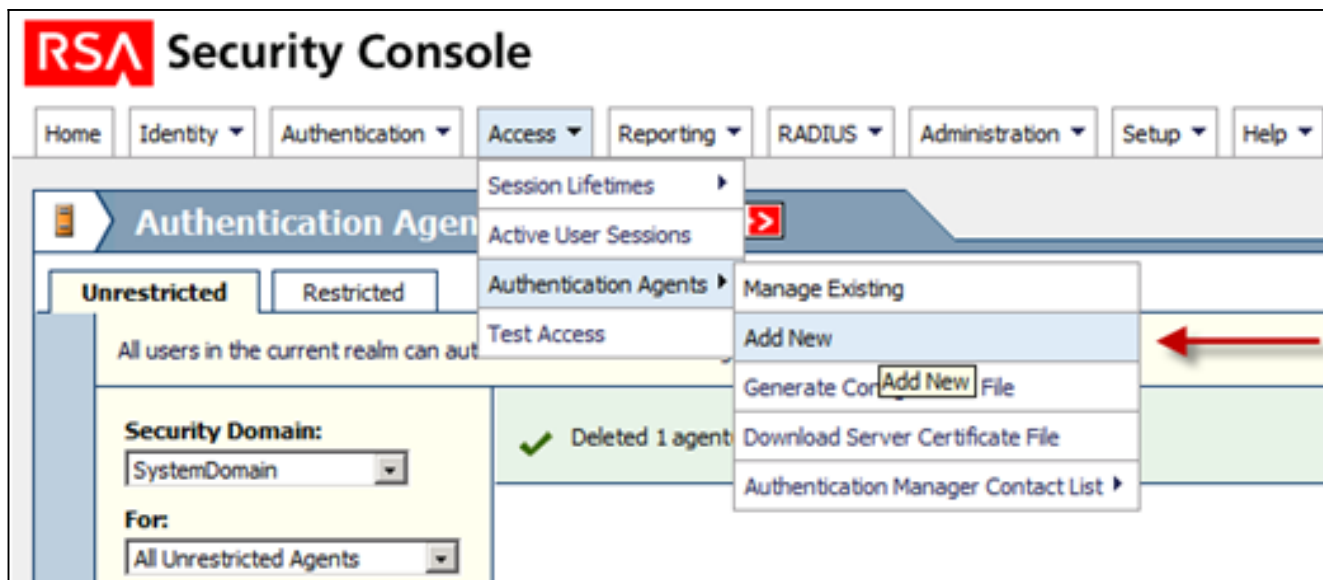 RSA Security Console
Home Identity Authentication Access Reporting RADIUS Administration Setup Help
Session Lifetimes
Authentication Agen
Active User Sessions
Unrestricted Restricted
Authentication Agents
Manage Existing
Test Access
Add New
All users in the current realm can aut
Add New
Generate Con File
Security Domain:
SystemDomain
Deleted 1 agent
Download Server Certificate File
Authentication Manager Contact List
For:
All Unrestricted Agents